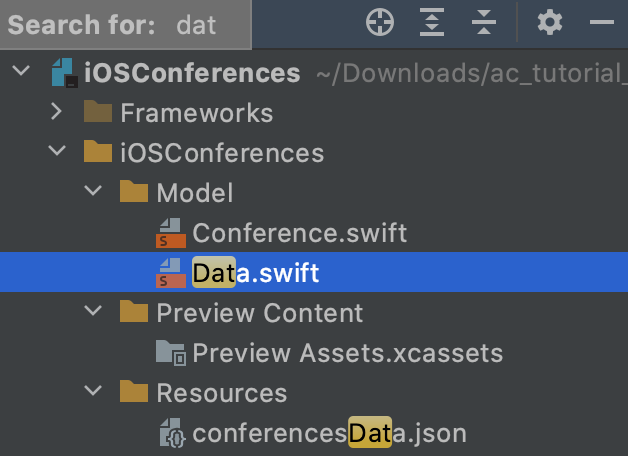 Search for: dat
iOSConferences ~/Downloads/ac_tutorial_
Frameworks
iOSConferences
Model
Conference.swift
Data.swift
Preview Content
Preview Assets.xcassets
Resources
conferencesData.json